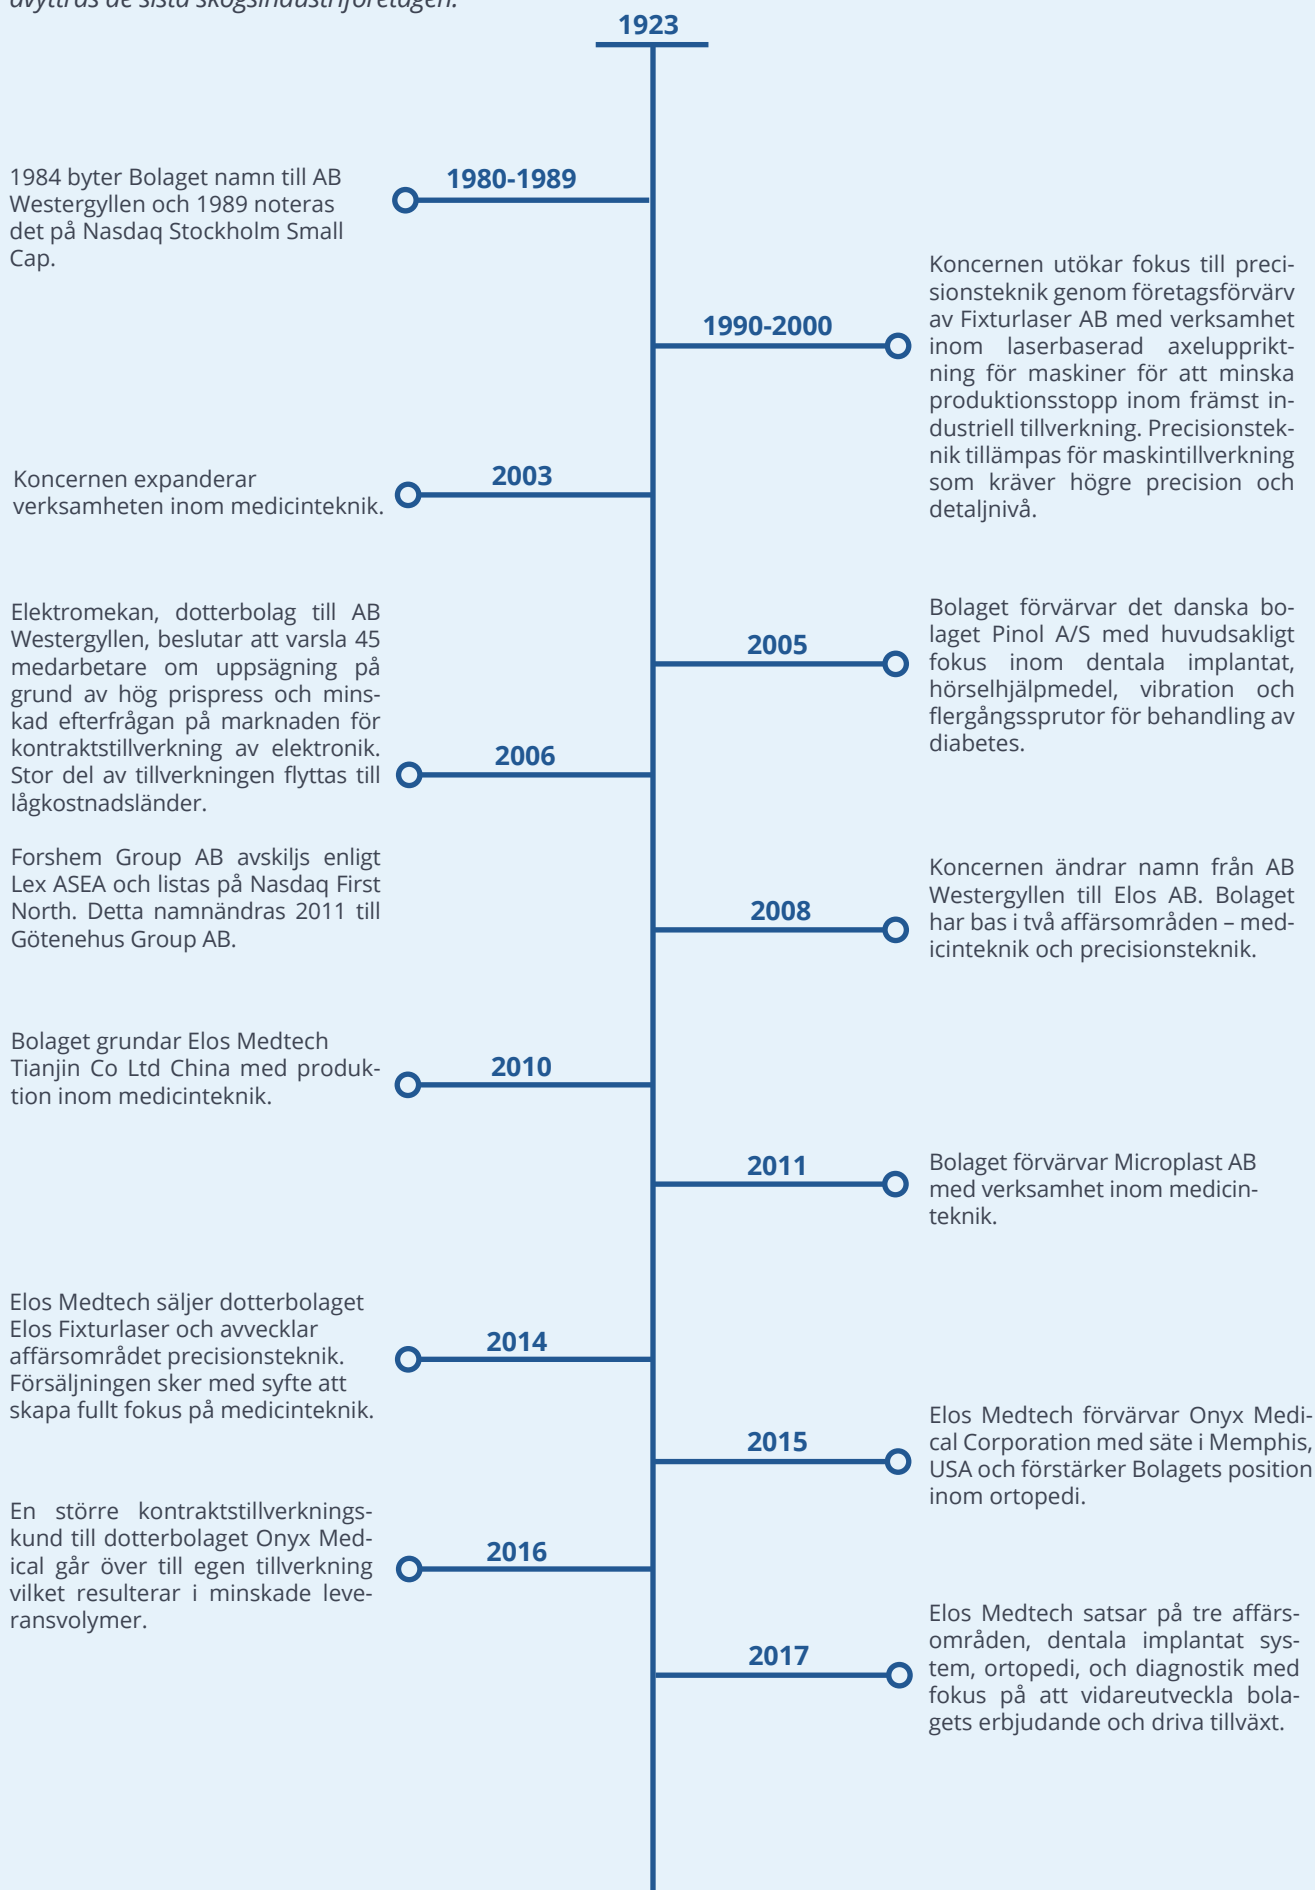 avyttras de sista skogsindustriföretagen.
1923
1980-1989
1984 byter Bolaget namn till AB
Westergyllen och 1989 noteras
det på Nasdaq Stockholm Small
Cap.
1990-2000
Koncernen utökar fokus till preci-
sionsteknik genom företagsförvärv
av Fixturlaser AB med verksamhet
inom laserbaserad axeluppprikt-
ning för maskiner för att minska
produktionsstopp inom främst in-
dustriell tillverkning. Precisionstek-
nik tillämpas för maskintillverkning
som kräver högre precision och
detaljnivå.
2003
Koncernen expanderar
verksamheten inom medicinteknik.
2005
Bolaget förvärvar det danska bo-
laget Pinol A/S med huvudsakligt
fokus inom dentala implantat,
hörselhjälpmedel, vibration och
flergångssprutor för behandling av
diabetes.
2006
Elektromekan, dotterbolag till AB
Westergyllen, beslutar att varsla 45
medarbetare om uppsägning på
grund av hög prispress och mins-
kad efterfrågan på marknaden för
kontraktstillverkning av elektronik.
Stor del av tillverkningen flyttas till
lågkostnadsländer.
Forshem Group AB avskiljs enligt
Lex ASEA och listas på Nasdaq First
North. Detta namnändras 2011 till
Götenehus Group AB.
2008
Koncernen ändrar namn från AB
Westergyllen till Elos AB. Bolaget
har bas i två affärsområden – med-
icinteknik och precisionsteknik.
2010
Bolaget grundar Elos Medtech
Tianjin Co Ltd China med produk-
tion inom medicinteknik.
2011
Bolaget förvärvar Microplast AB
med verksamhet inom medicin-
teknik.
2014
Elos Medtech säljer dotterbolaget
Elos Fixturlaser och avvecklar
affärsområdet precisionsteknik.
Försäljningen sker med syfte att
skapa fullt fokus på medicinteknik.
2015
Elos Medtech förvärvar Onyx Medi-
cal Corporation med säte i Memphis,
USA och förstärker Bolagets position
inom ortopedi.
2016
En större kontraktstillverknings-
kund till dotterbolaget Onyx Med-
ical går över till egen tillverkning
vilket resulterar i minskade leve-
ransvolymer.
2017
Elos Medtech satsar på tre affärs-
områden, dentala implantat sys-
tem, ortopedi, och diagnostik med
fokus på att vidareutveckla bola-
gets erbjudande och driva tillväxt.